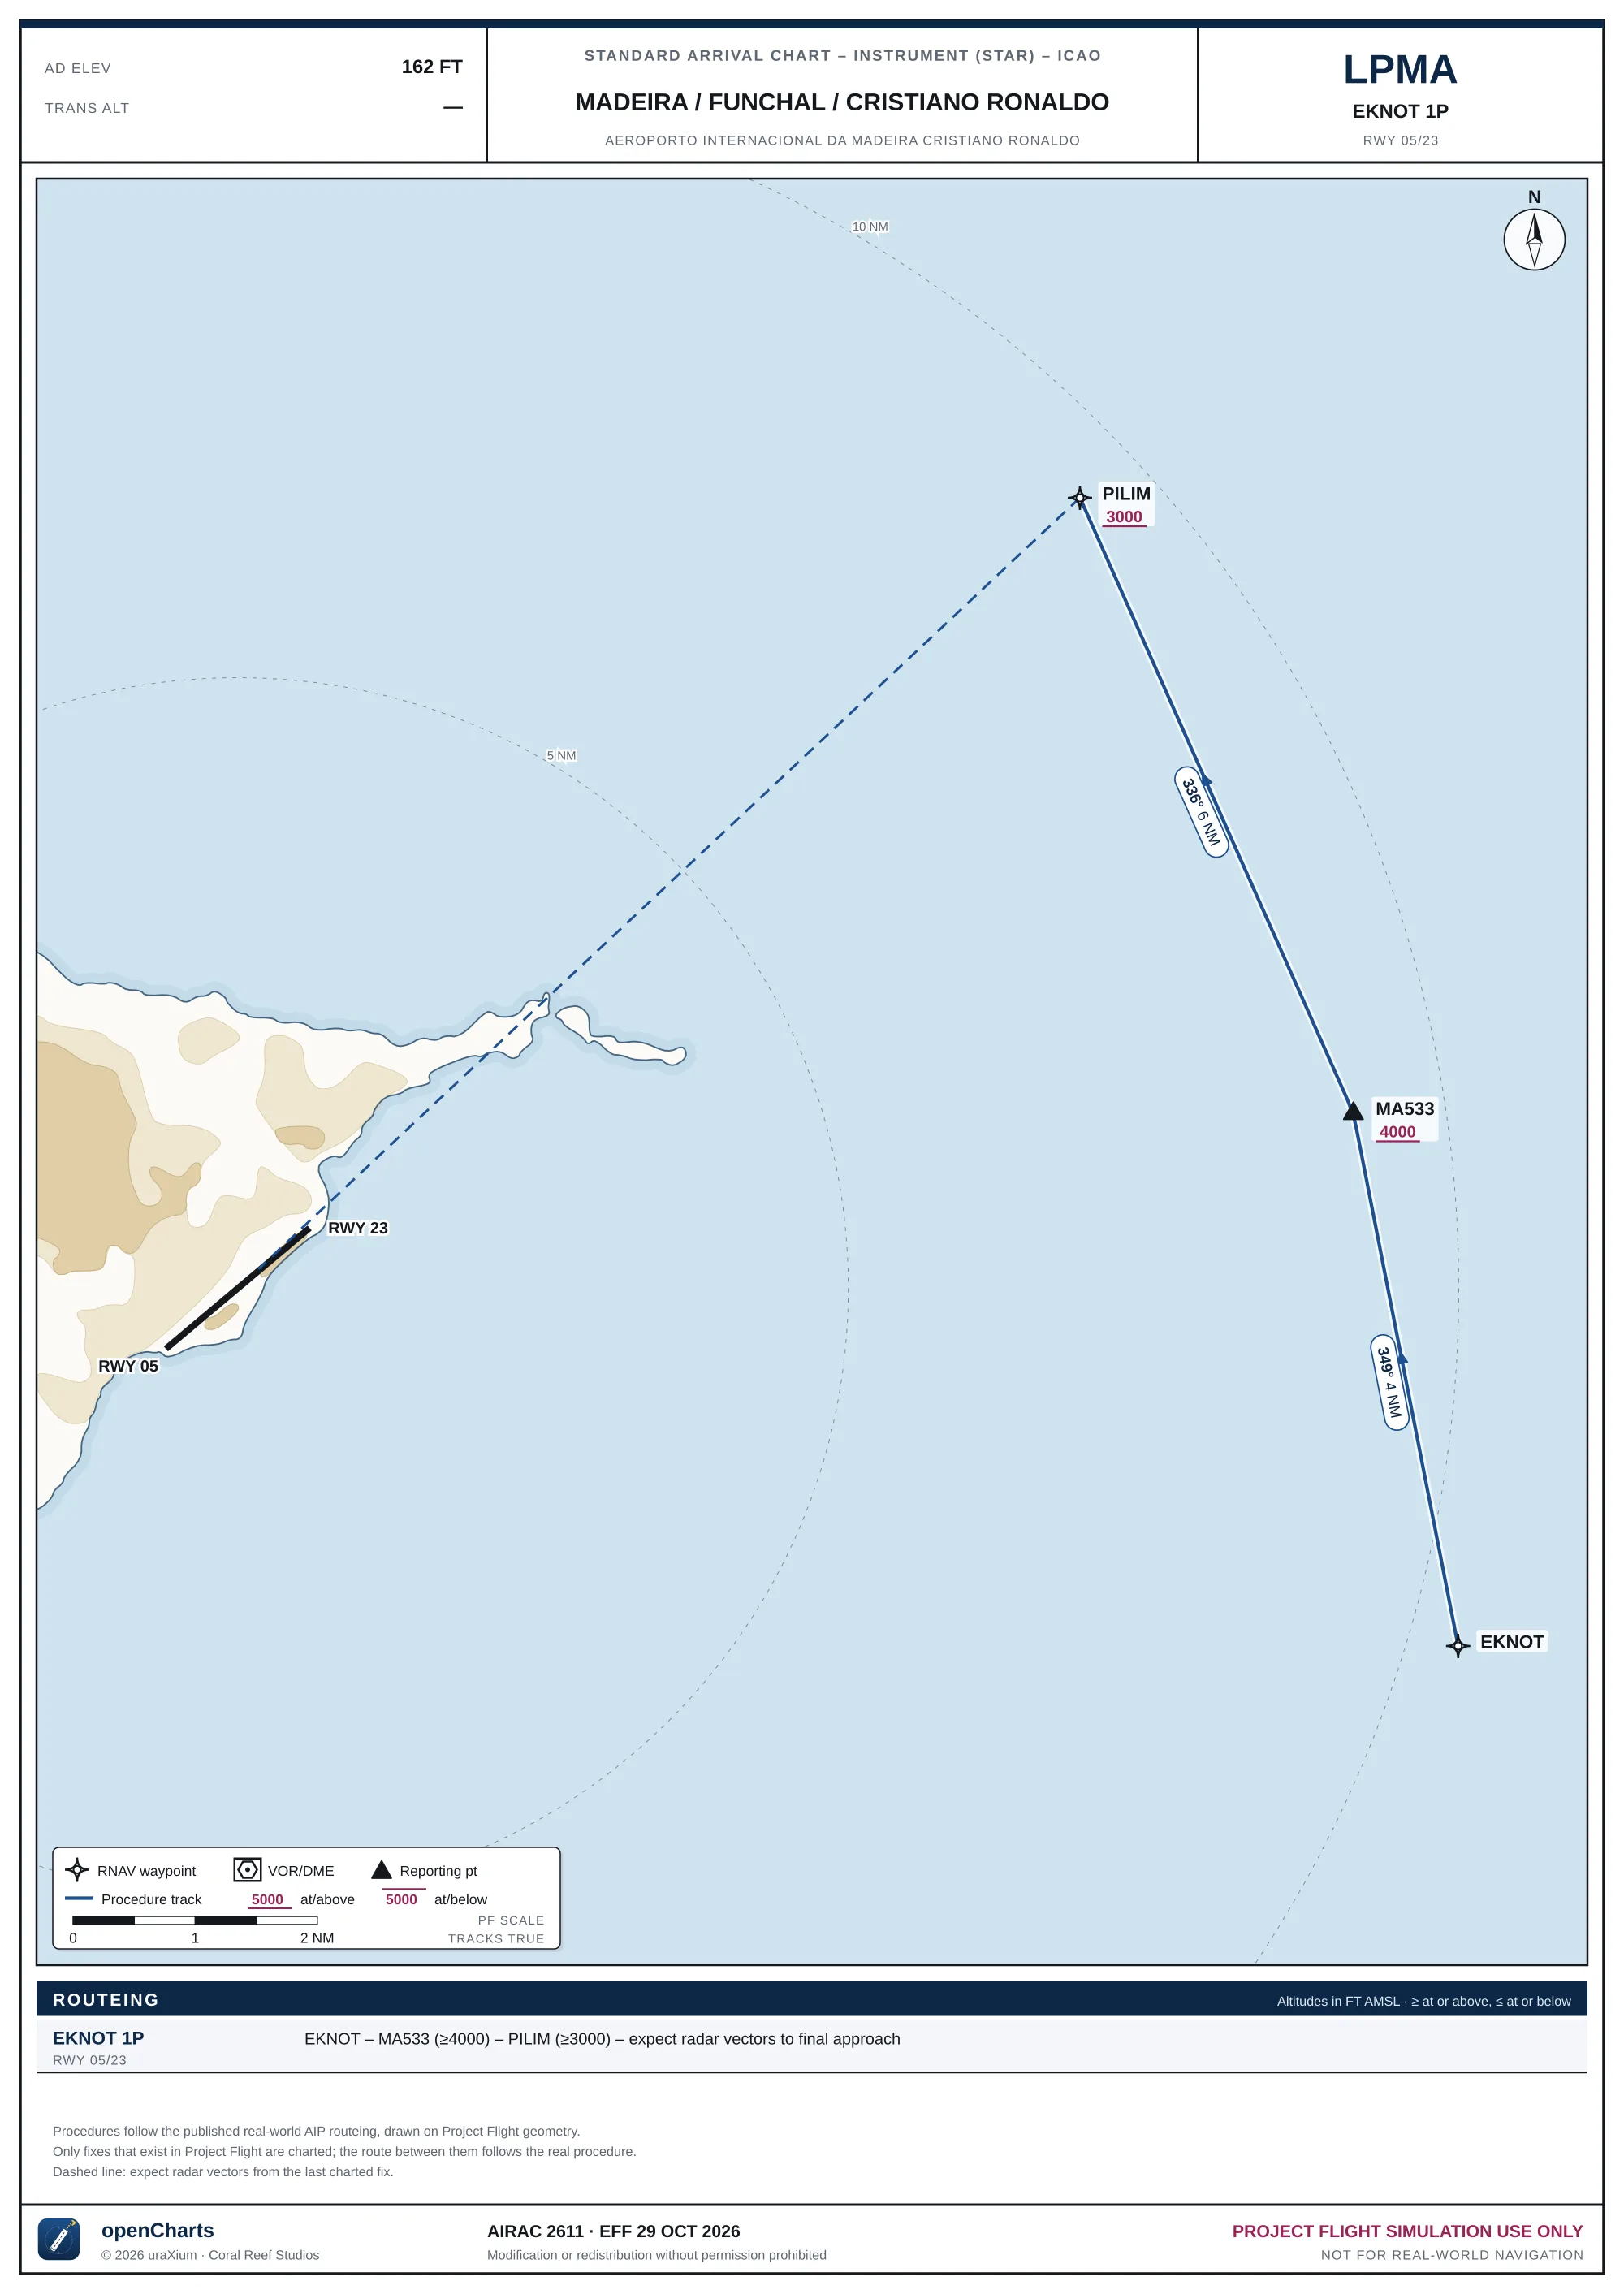 AD ELEV 162 FT
TRANS ALT —
STANDARD ARRIVAL CHART – INSTRUMENT (STAR) – ICAO
MADEIRA / FUNCHAL / CRISTIANO RONALDO
AEROPORTO INTERNACIONAL DA MADEIRA CRISTIANO RONALDO
LPMA
EKNOT 1P
RWY 05/23
N
10 NM
PILIM
3000
5 NM
336° 6 NM
MA533
4000
RWY 23
RWY 05
349° 4 NM
EKNOT
RNAV waypoint VOR/DME Reporting pt
Procedure track 5000 at/above 5000 at/below
PF SCALE
0 1 2 NM TRACKS TRUE
ROUTEING Altitudes in FT AMSL · ≥ at or above, ≤ at or below
EKNOT 1P EKNOT – MA533 (≥4000) – PILIM (≥3000) – expect radar vectors to final approach
RWY 05/23
Procedures follow the published real-world AIP routeing, drawn on Project Flight geometry.
Only fixes that exist in Project Flight are charted; the route between them follows the real procedure.
Dashed line: expect radar vectors from the last charted fix.
openCharts AIRAC 2611 · EFF 29 OCT 2026 PROJECT FLIGHT SIMULATION USE ONLY
© 2026 uraXium · Coral Reef Studios Modification or redistribution without permission prohibited NOT FOR REAL-WORLD NAVIGATION